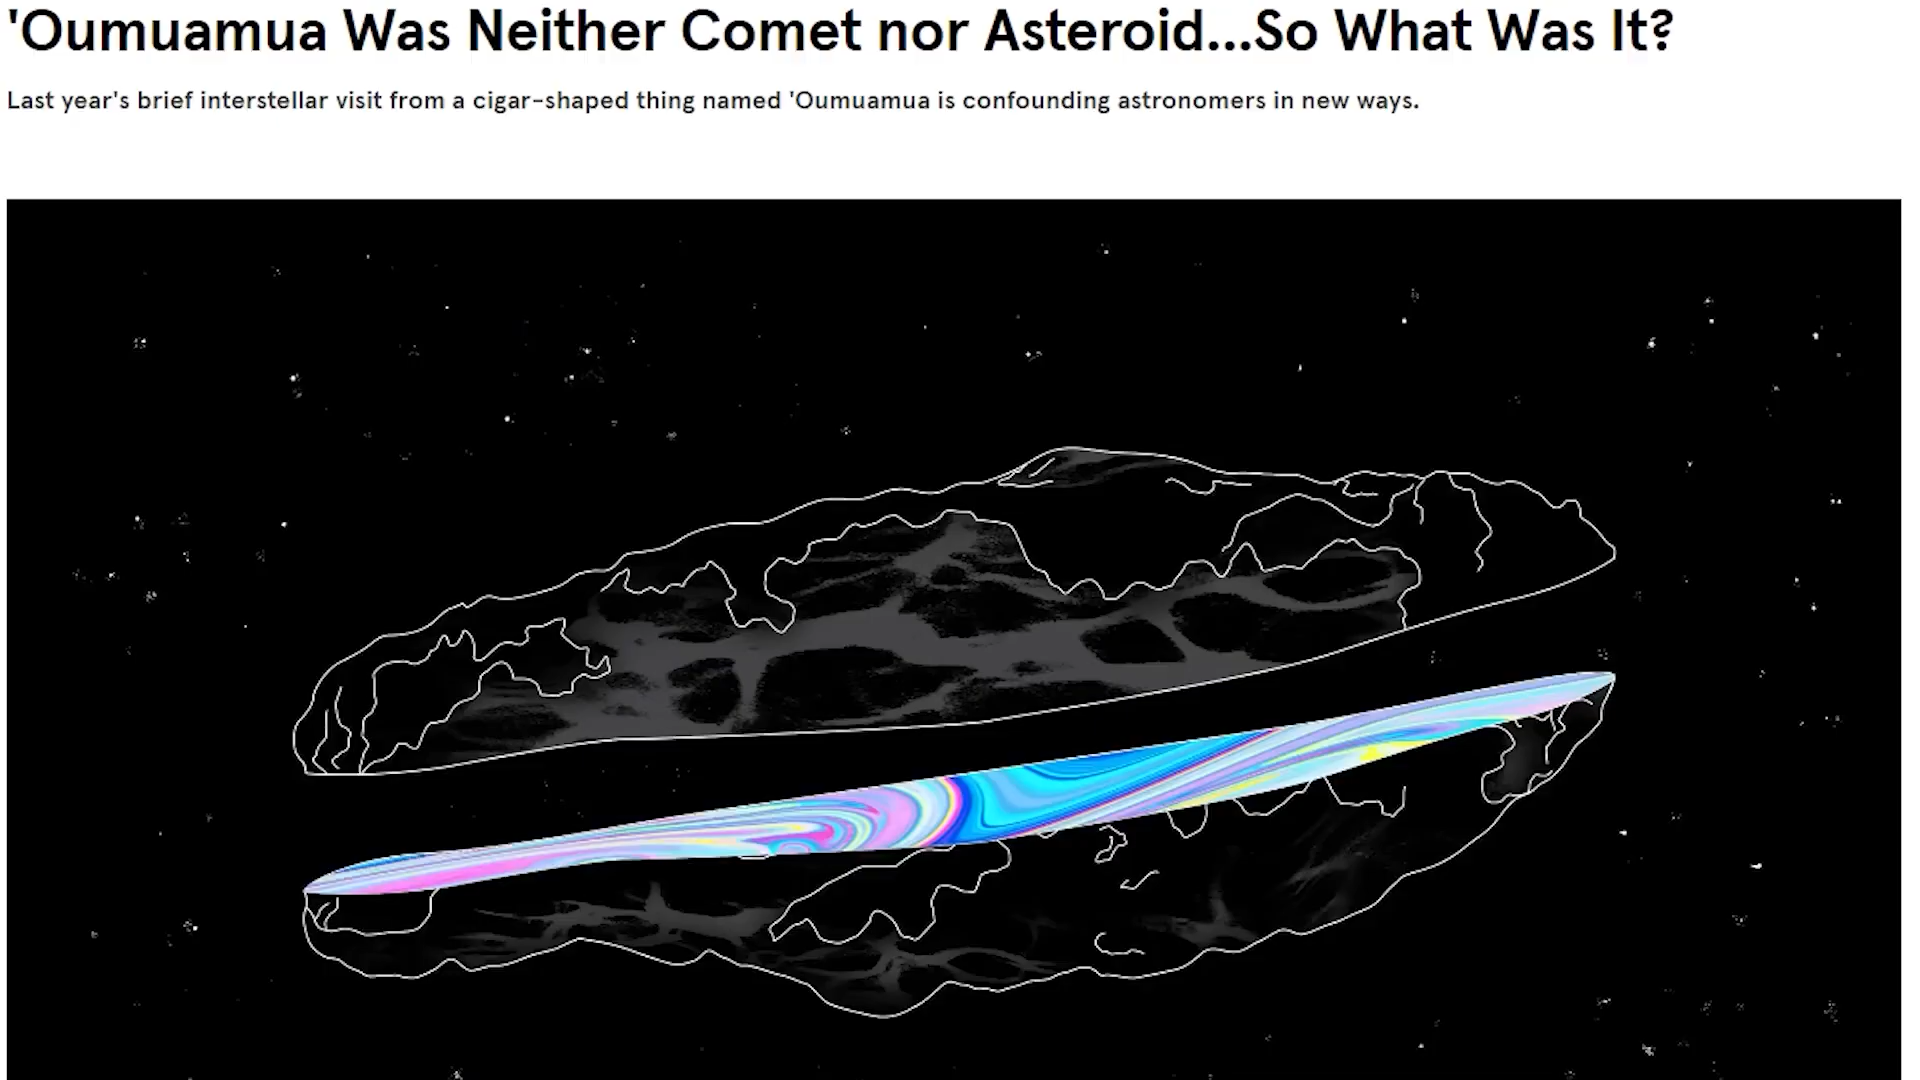 'Oumuamua Was Neither Comet nor Asteroid...So What Was It?
Last year's brief interstellar visit from a cigar-shaped thing named 'Oumuamua is confounding astronomers in new ways.